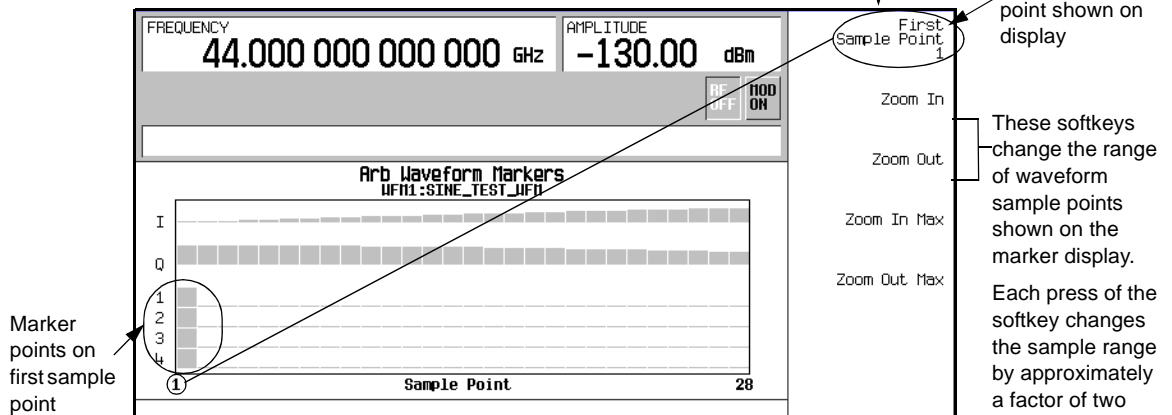 FREQUENCY
44.000 000 000 000 GHz
AMPLITUDE
-130.00 dBm
RF OFF
MOD ON
Arb Waveform Markers
WFM1:SINE_TEST_WFM
I
Q
1
2
3
4
1
Sample Point
28
Marker
points on
first sample
point
First
Sample Point
1
Zoom In
Zoom Out
Zoom In Max
Zoom Out Max
point shown on
display
These softkeys
change the range
of waveform
sample points
shown on the
marker display.
Each press of the
softkey changes
the sample range
by approximately
a factor of two